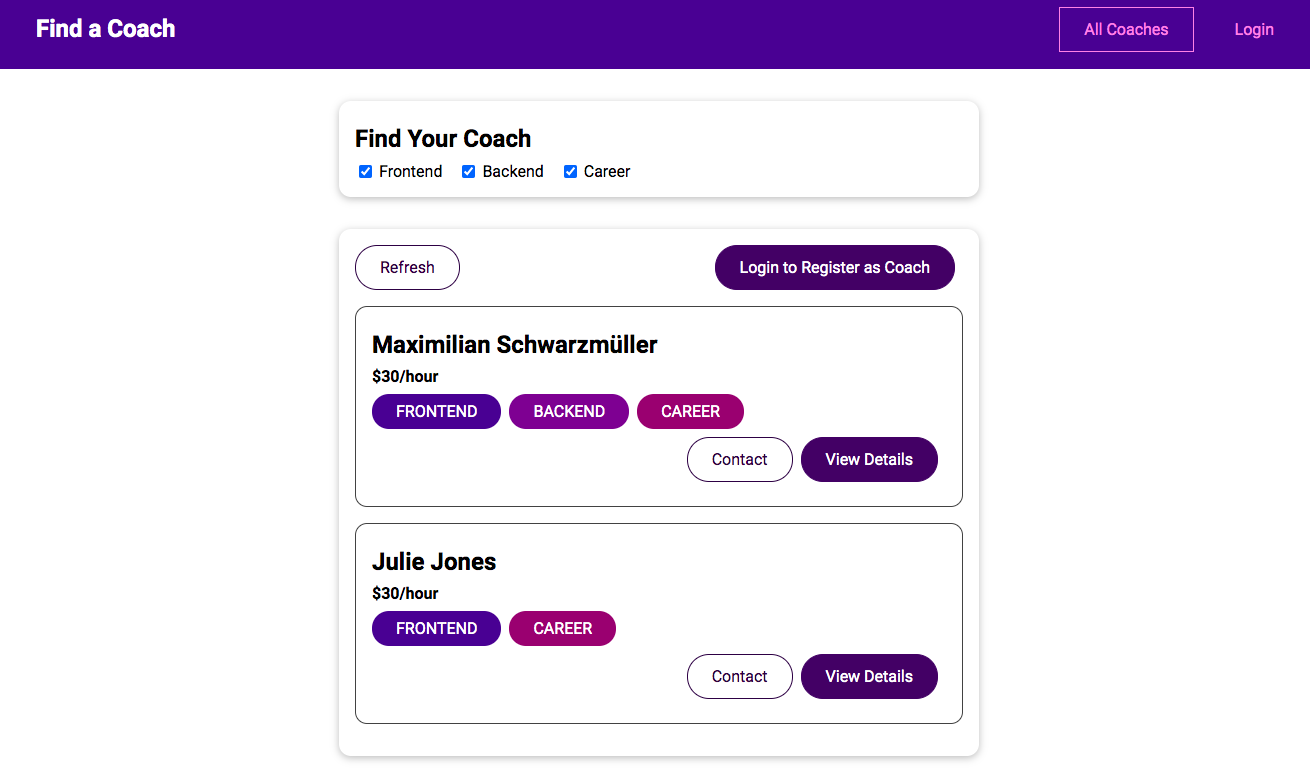 Find a Coach All Coaches Login
Find Your Coach
Frontend Backend Career
Refresh Login to Register as Coach
Maximilian Schwarzmüller
$30/hour
FRONTEND BACKEND CAREER
Contact View Details
Julie Jones
$30/hour
FRONTEND CAREER
Contact View Details